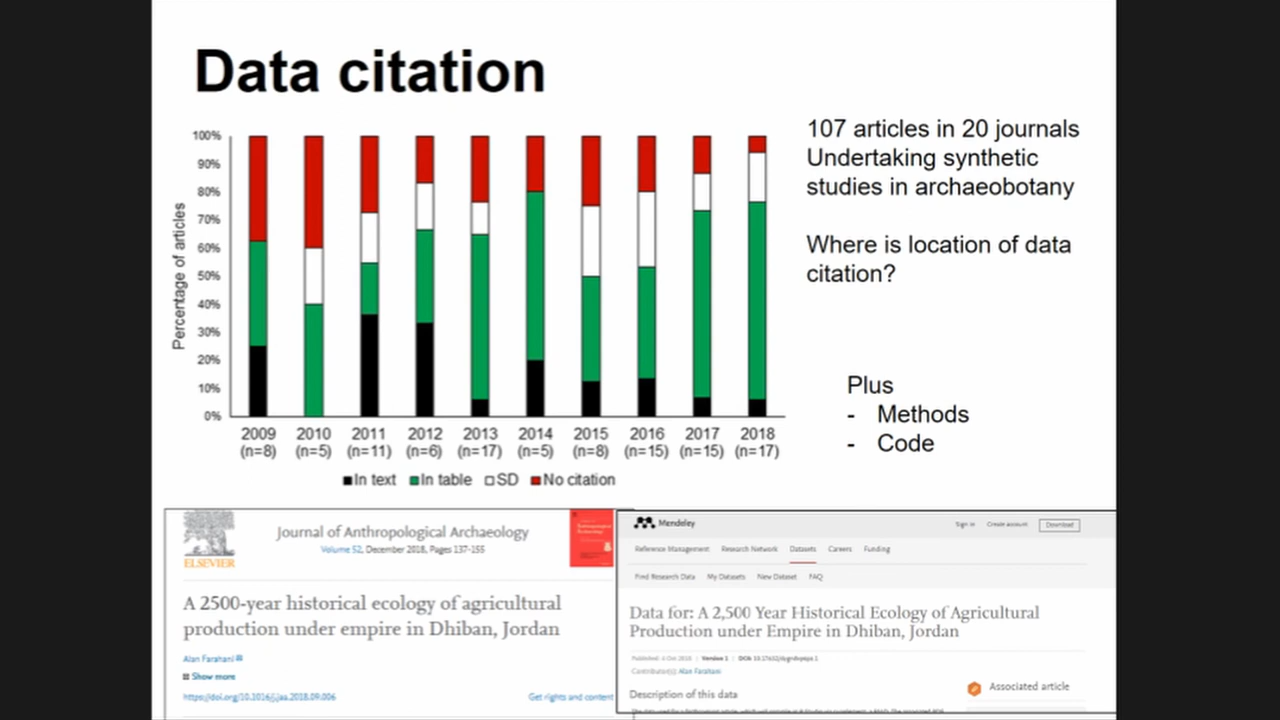 Data citation
107 articles in 20 journals
Undertaking synthetic
studies in archaeobotany
Where is location of data
citation?
Plus
- Methods
- Code
Percentage of articles
100%
90%
80%
70%
60%
50%
40%
30%
20%
10%
0%
2009 2010 2011 2012 2013 2014 2015 2016 2017 2018
(n=8) (n=5) (n=11) (n=6) (n=17) (n=5) (n=8) (n=15) (n=15) (n=17)
In text In table SD No citation
ELSEVIER
Journal of Anthropological Archaeology
Volume 52, December 2018, Pages 137-155
A 2500-year historical ecology of agricultural
production under empire in Dhiban, Jordan
Alan Farahani
Show more
https://doi.org/10.1016/j.jaa.2018.09.006 Get rights and content
Mendeley Sign in Create account Download
Reference Management Research Network Datasets Careers Funding
Find Research Data My Datasets New Dataset FAQ
Data for: A 2,500 Year Historical Ecology of Agricultural
Production under Empire in Dhiban, Jordan
Published: 4 Oct 2018 | Version 1 | DOI:
Contributor(s): Alan Farahani
Description of this data
Associated article